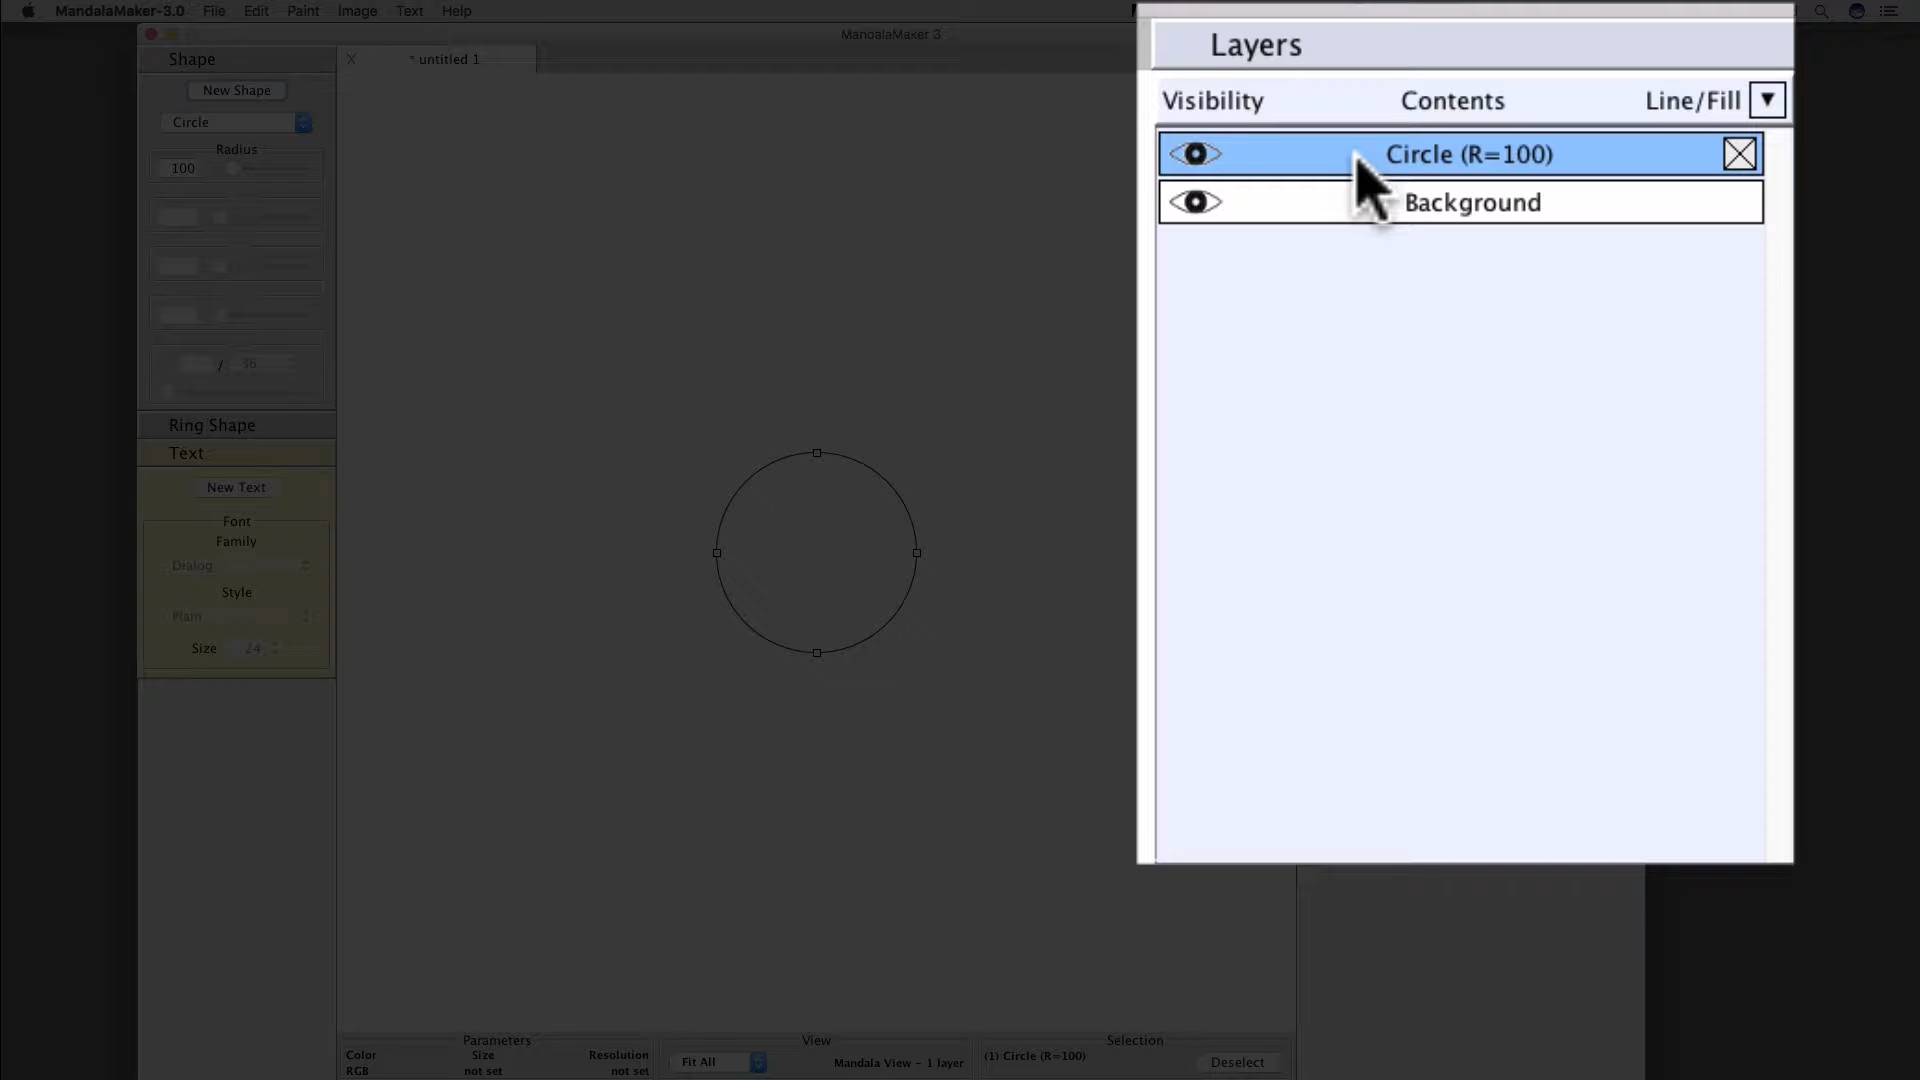 MandalaMaker-3.0 File Edit Paint Image Text Help
MandalaMaker 3
Shape
New Shape
Circle
Radius
100
/ 36
Ring Shape
Text
New Text
Font
Family
Dialog
Style
Plain
Size 24
X * untitled 1
Layers
Visibility Contents Line/Fill
Circle (R=100)
Background
Parameters
Color Size Resolution
RGB not set not set
View
Fit All Mandala View - 1 layer
Selection
(1) Circle (R=100)
Deselect